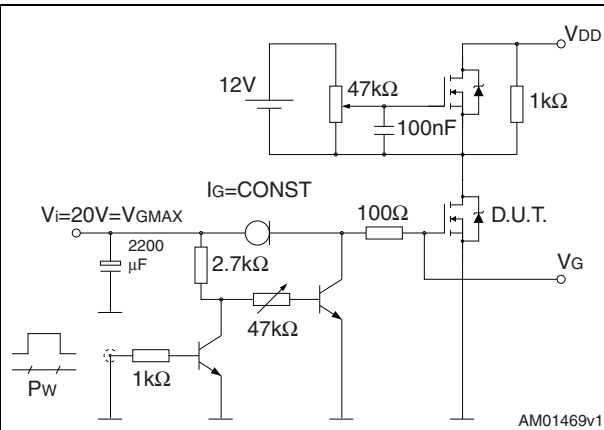 VDD
12V
47kΩ
1kΩ
100nF
IG=CONST
Vi=20V=VGMAX
100Ω
D.U.T.
2200
μF
2.7kΩ
VG
47kΩ
1kΩ
PW
AM01469v1